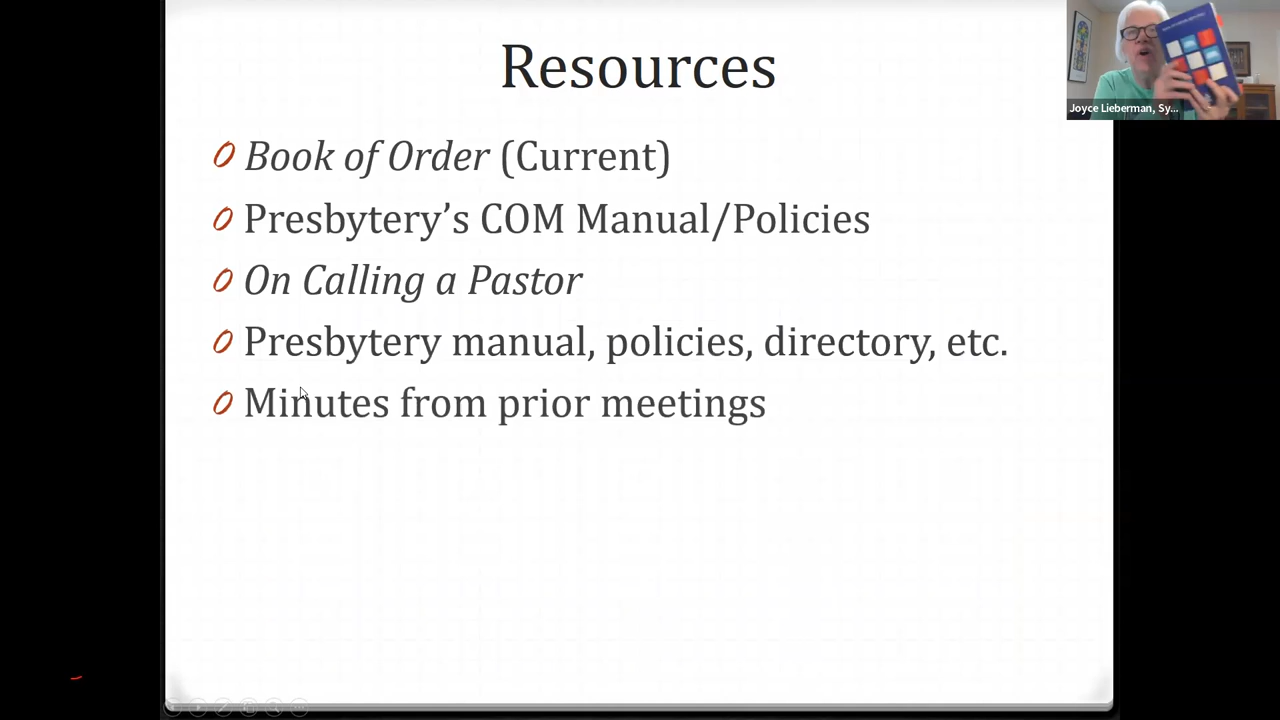 Resources
Book of Order (Current)
Presbytery’s COM Manual/Policies
On Calling a Pastor
Presbytery manual, policies, directory, etc.
Minutes from prior meetings
Joyce Lieberman, Sy...